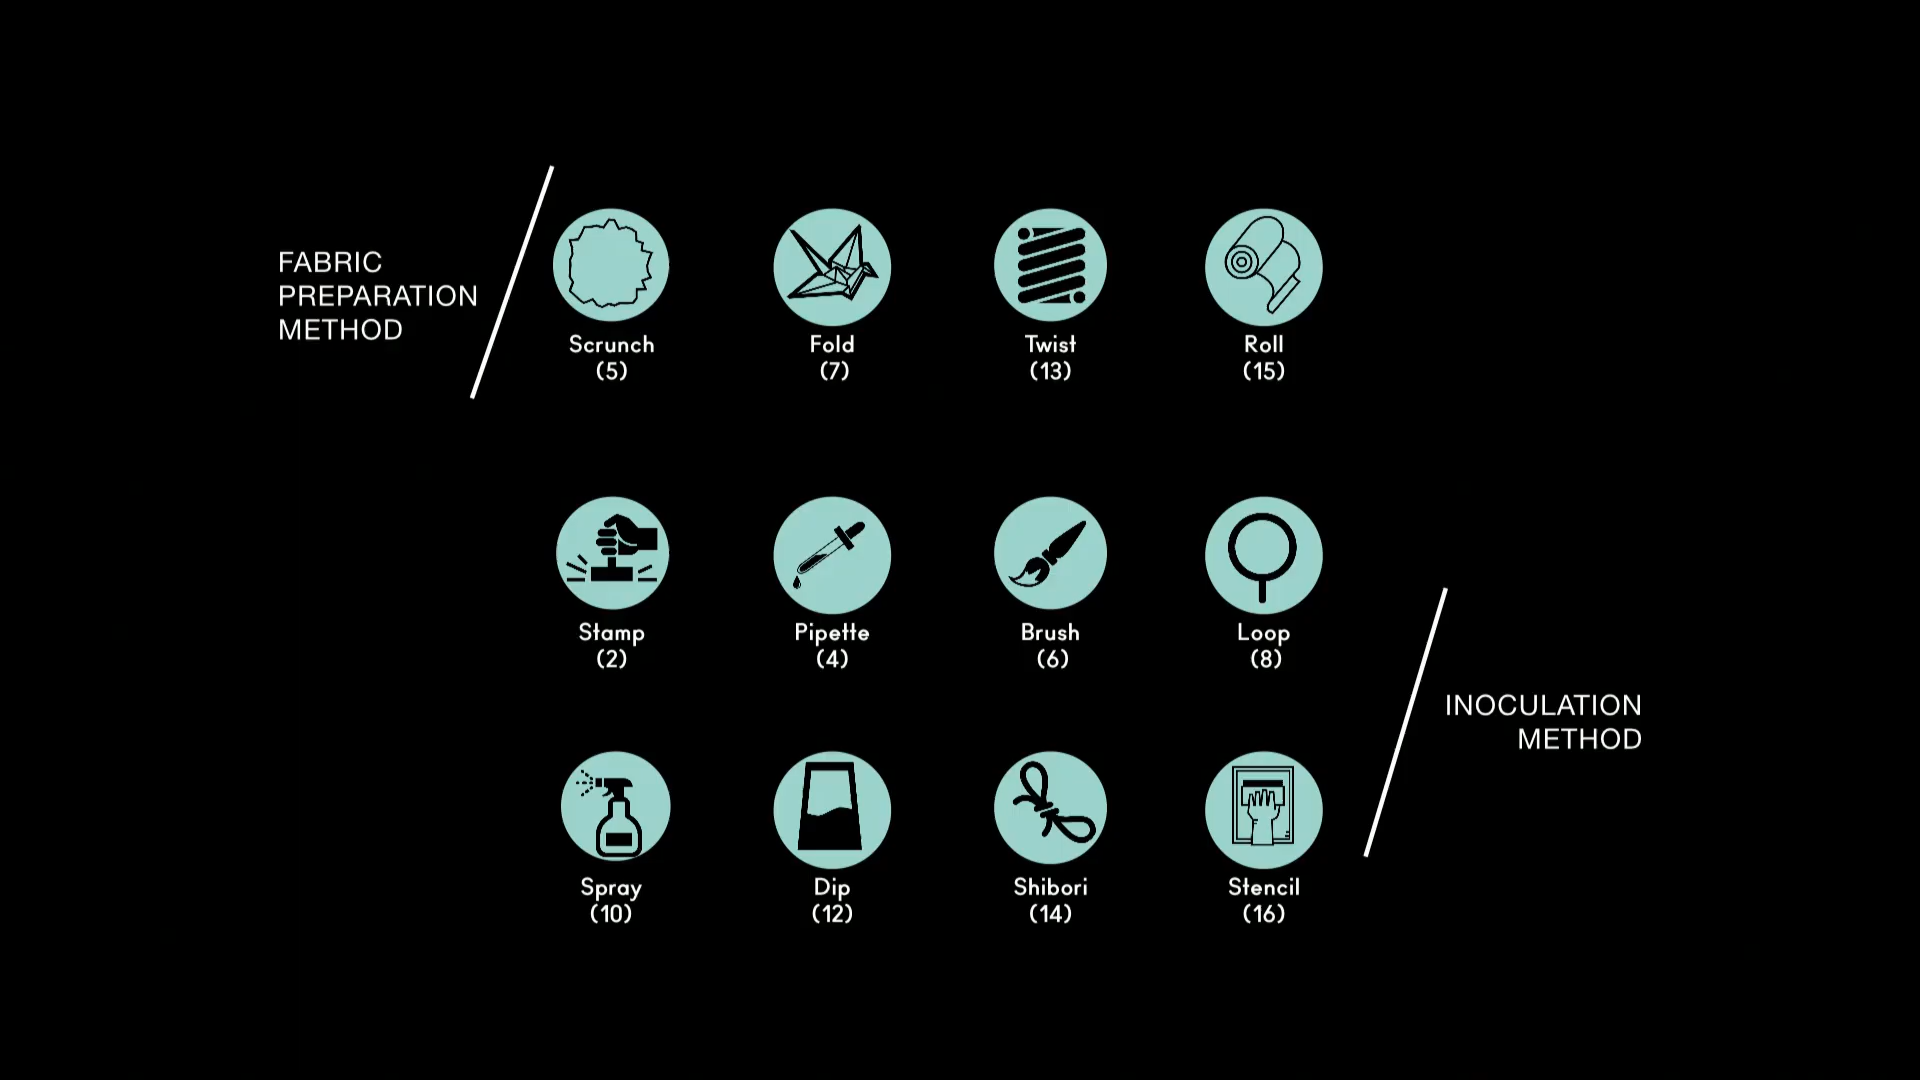 FABRIC
PREPARATION
METHOD
Scrunch
(5)
Fold
(7)
Twist
(13)
Roll
(15)
Stamp
(2)
Pipette
(4)
Brush
(6)
Loop
(8)
INOCULATION
METHOD
Spray
(10)
Dip
(12)
Shibori
(14)
Stencil
(16)